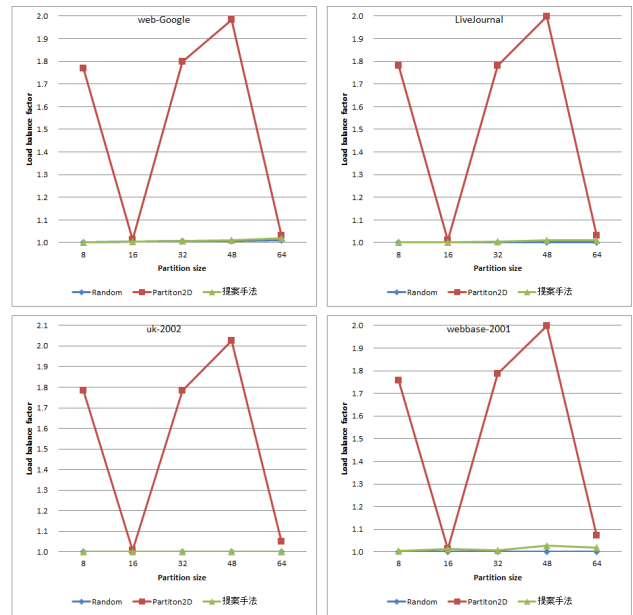 web-Google
2.0
1.9
1.8
1.7
1.6
1.5
1.4
1.3
1.2
1.1
1.0
Load balance factor
8 16 32 48 64
Partition size
Random Partiton2D 提案手法
LiveJournal
2.0
1.9
1.8
1.7
1.6
1.5
1.4
1.3
1.2
1.1
1.0
Load balance factor
8 16 32 48 64
Partition size
Random Partiton2D 提案手法
uk-2002
2.1
2.0
1.9
1.8
1.7
1.6
1.5
1.4
1.3
1.2
1.1
1.0
Load balance factor
8 16 32 48 64
Partition size
Random Partiton2D 提案手法
webbase-2001
2.0
1.9
1.8
1.7
1.6
1.5
1.4
1.3
1.2
1.1
1.0
Load balance factor
8 16 32 48 64
Partition size
Random Partiton2D 提案手法